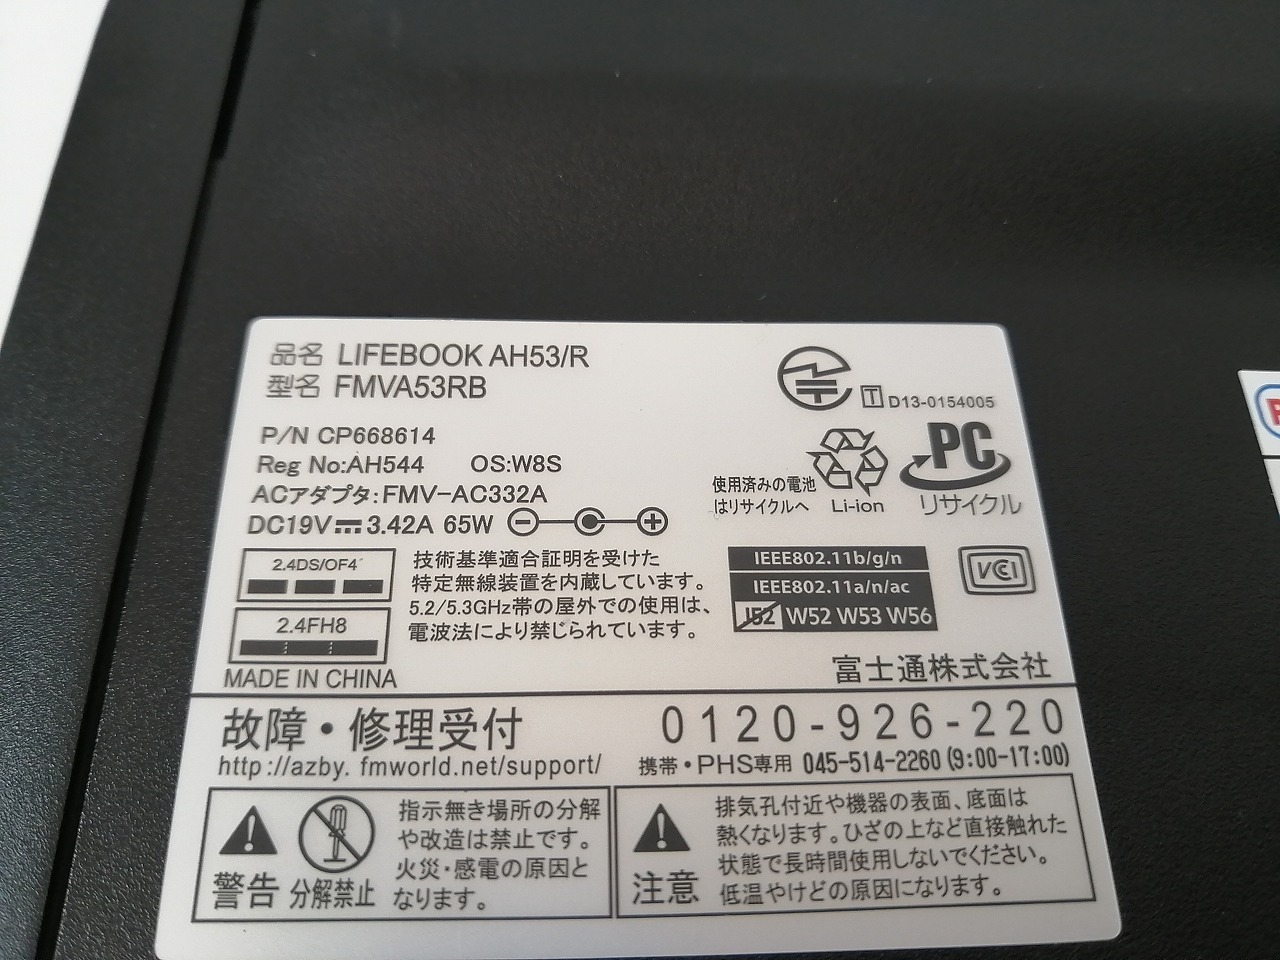 品名 LIFEBOOK AH53/R
型名 FMVA53RB
P/N CP668614
Reg No:AH544 OS:W8S
ACアダプタ:FMV-AC332A
DC19V 3.42A 65W
T D13-0154005
PC
使用済みの電池
はリサイクルへ
Li-ion
リサイクル
2.4DS/OF4
2.4FH8
技術基準適合証明を受けた
特定無線装置を内蔵しています。
5.2/5.3GHz帯の屋外での使用は、
電波法により禁じられています。
IEEE802.11b/g/n
IEEE802.11a/n/ac
J52 W52 W53 W56
VCI
MADE IN CHINA
富士通株式会社
故障・修理受付 0120-926-220
http://azby.fmworld.net/support/ 携帯・PHS専用 045-514-2260 (9:00-17:00)
警告
分解禁止
指示無き場所の分解
や改造は禁止です。
火災・感電の原因と
なります。
注意
排気孔付近や機器の表面、底面は
熱くなります。ひざの上など直接触れた
状態で長時間使用しないでください。
低温やけどの原因になります。